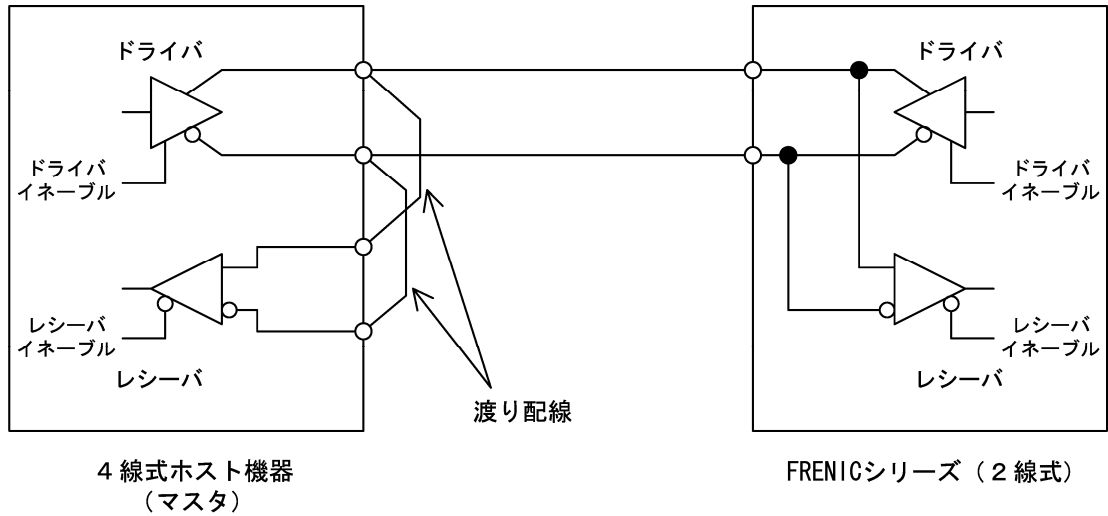 ドライバ
ドライバ
イネーブル
レシーバ
イネーブル
レシーバ
渡り配線
4線式ホスト機器
(マスタ)
ドライバ
ドライバ
イネーブル
レシーバ
イネーブル
レシーバ
FRENICシリーズ(2線式)